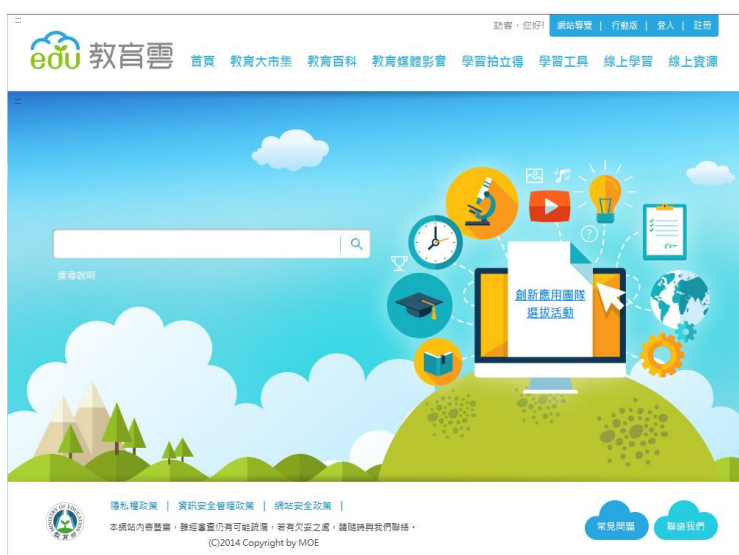 訪客，您好! 網站導覽 | 行動版 | 登入 | 註冊
edu 教育雲 首頁 教育大市集 教育百科 教育媒體影音 學習拍立得 學習工具 線上學習 線上資源
搜尋說明
創新應用團隊
選拔活動
隱私權政策 | 資訊安全管理政策 | 網站安全政策 |
本網站內容豐富，雖經審查仍有可能疏漏，若有欠妥之處，請隨時與我們聯絡。
(C)2014 Copyright by MOE
常見問題 聯絡我們
MINISTRY OF EDUCATION
教育部